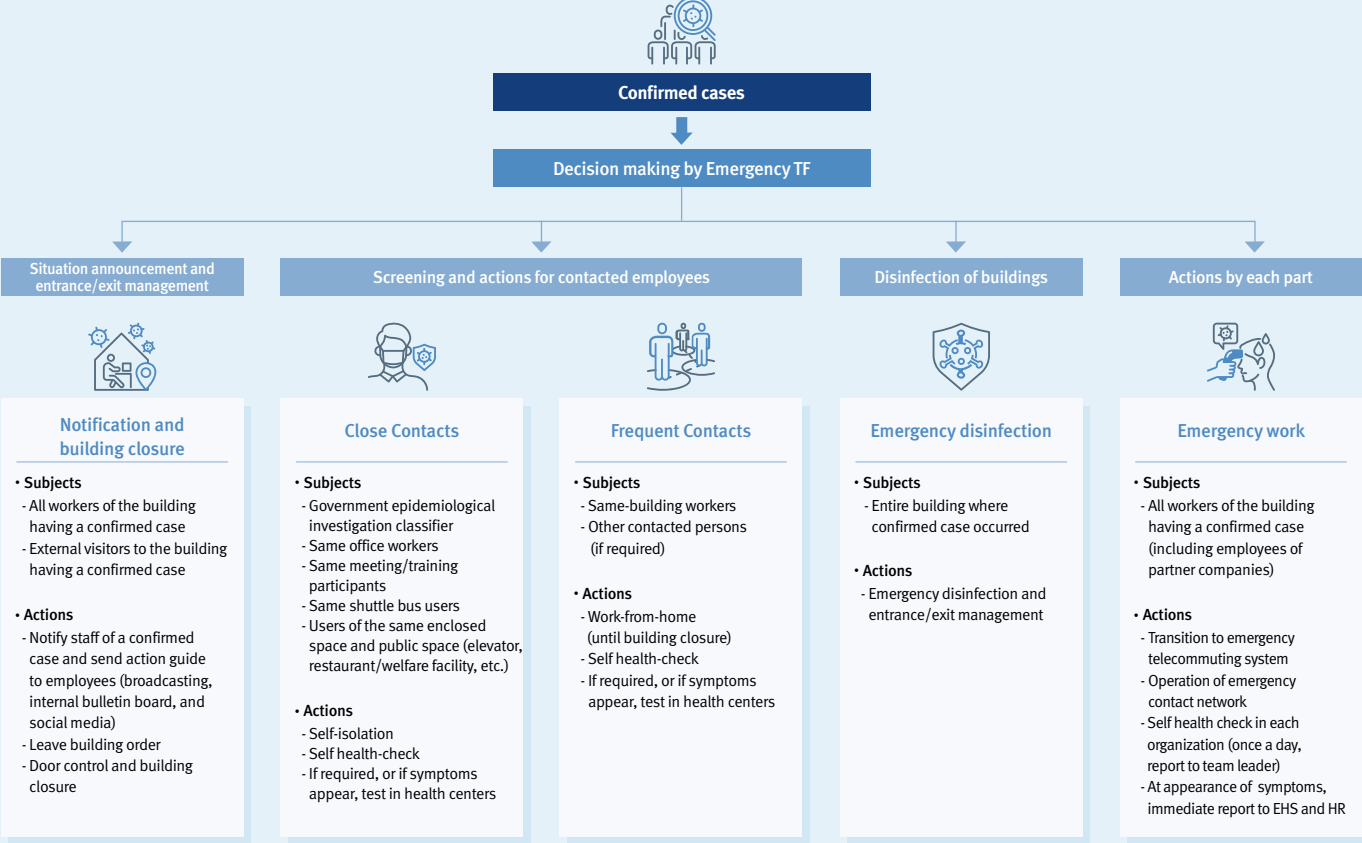 Confirmed cases
Decision making by Emergency TF
Situation announcement and
entrance/exit management
Screening and actions for contacted employees
Disinfection of buildings
Actions by each part
Notification and
building closure
• Subjects
- All workers of the building
having a confirmed case
- External visitors to the building
having a confirmed case
• Actions
- Notify staff of a confirmed
case and send action guide
to employees (broadcasting,
internal bulletin board, and
social media)
- Leave building order
- Door control and building
closure
Close Contacts
• Subjects
- Government epidemiological
investigation classifier
- Same office workers
- Same meeting/training
participants
- Same shuttle bus users
- Users of the same enclosed
space and public space (elevator,
restaurant/welfare facility, etc.)
• Actions
- Self-isolation
- Self health-check
- If required, or if symptoms
appear, test in health centers
Frequent Contacts
• Subjects
- Same-building workers
- Other contacted persons
(if required)
• Actions
- Work-from-home
(until building closure)
- Self health-check
- If required, or if symptoms
appear, test in health centers
Emergency disinfection
• Subjects
- Entire building where
confirmed case occurred
• Actions
- Emergency disinfection and
entrance/exit management
Emergency work
• Subjects
- All workers of the building
having a confirmed case
(including employees of
partner companies)
• Actions
- Transition to emergency
telecommuting system
- Operation of emergency
contact network
- Self health check in each
organization (once a day,
report to team leader)
- At appearance of symptoms,
immediate report to EHS and HR